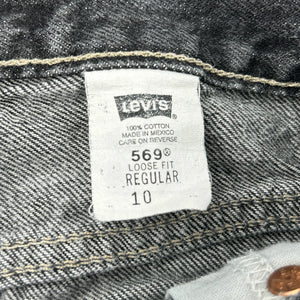 Levi's
100% COTTON
MADE IN MEXICO
CARE ON REVERSE
569®
LOOSE FIT
REGULAR
10